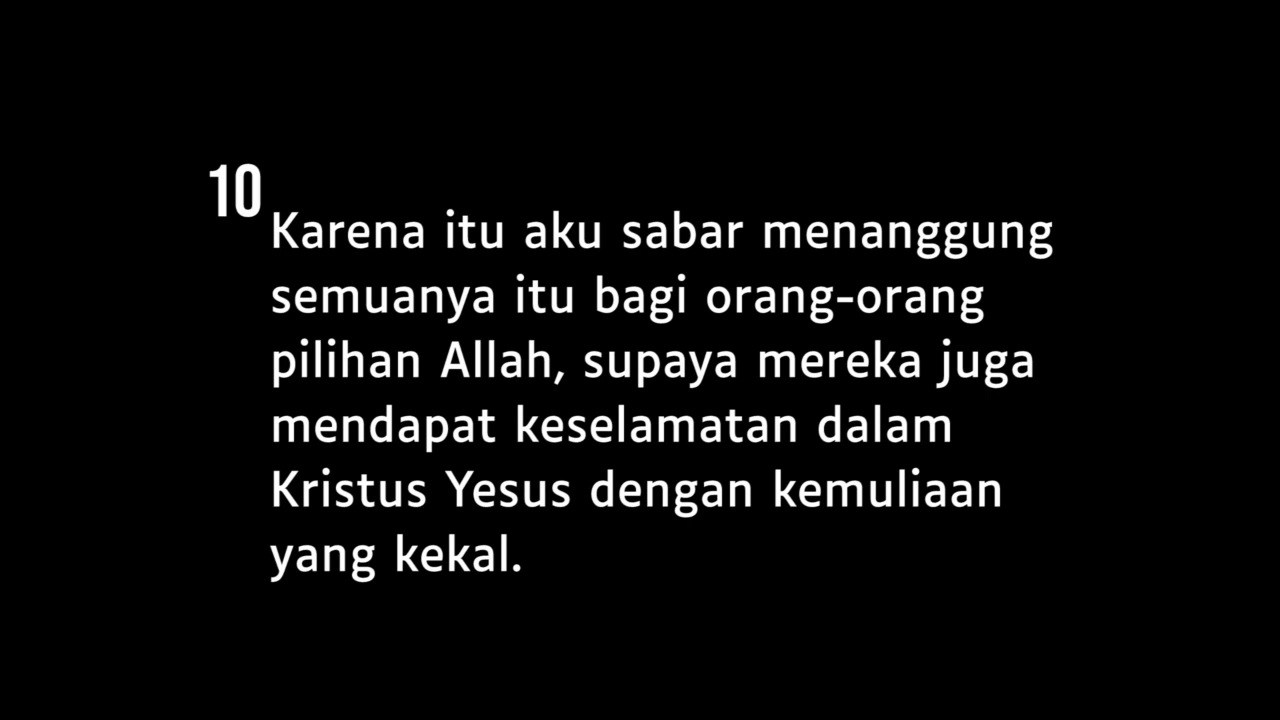 10
Karena itu aku sabar menanggung
semuanya itu bagi orang-orang
pilihan Allah, supaya mereka juga
mendapat keselamatan dalam
Kristus Yesus dengan kemuliaan
yang kekal.